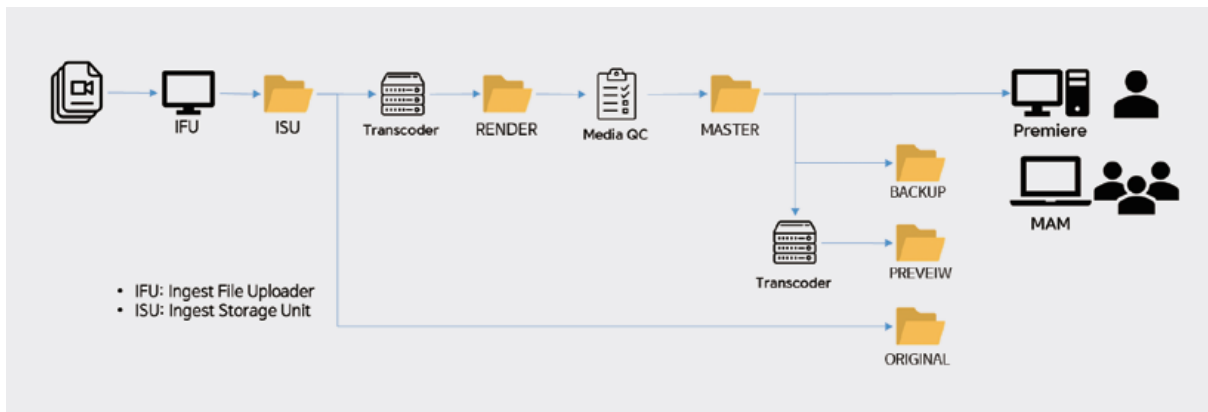 IFU
ISU
Transcoder
RENDER
Media QC
MASTER
Premiere
BACKUP
MAM
Transcoder
PREVEIW
• IFU: Ingest File Uploader
• ISU: Ingest Storage Unit
ORIGINAL